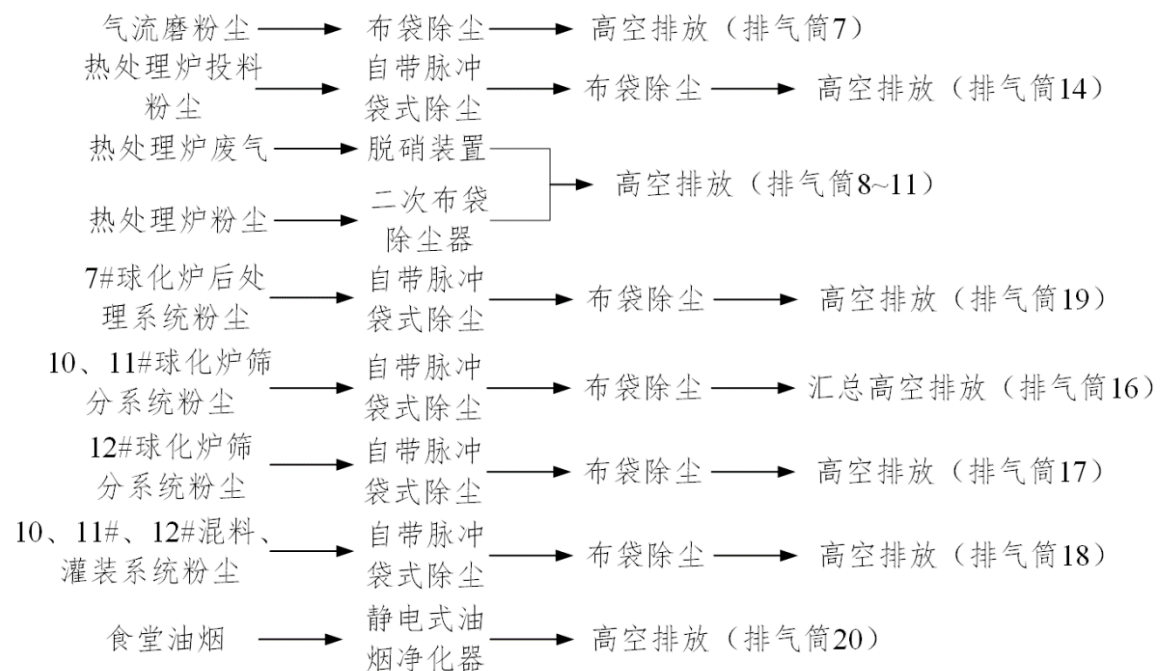 气流磨粉尘 布袋除尘 高空排放（排气筒7）
热处理炉投料
粉尘
自带脉冲
袋式除尘
布袋除尘 高空排放（排气筒14）
热处理炉废气 脱硝装置
高空排放（排气筒8~11）
热处理炉粉尘
二次布袋
除尘器
7#球化炉后处
理系统粉尘
自带脉冲
袋式除尘
布袋除尘 高空排放（排气筒19）
10、11#球化炉筛
分系统粉尘
自带脉冲
袋式除尘
布袋除尘 汇总高空排放（排气筒16）
12#球化炉筛
分系统粉尘
自带脉冲
袋式除尘
布袋除尘 高空排放（排气筒17）
10、11#、12#混料、
灌装系统粉尘
自带脉冲
袋式除尘
布袋除尘 高空排放（排气筒18）
食堂油烟
静电式油
烟净化器
高空排放（排气筒20）